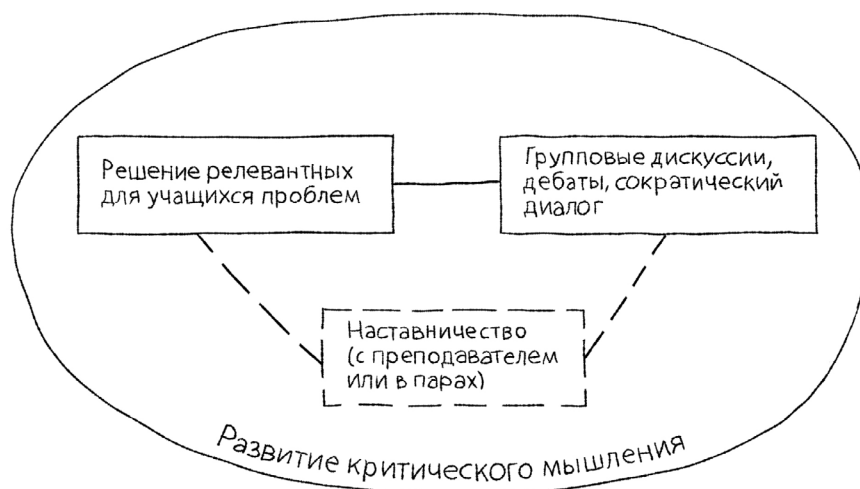 Решение релевантных
для учащихся проблем
Групповые дискуссии,
дебаты, сократический
диалог
Наставничество
(с преподавателем
или в парах)
Развитие критического мышления